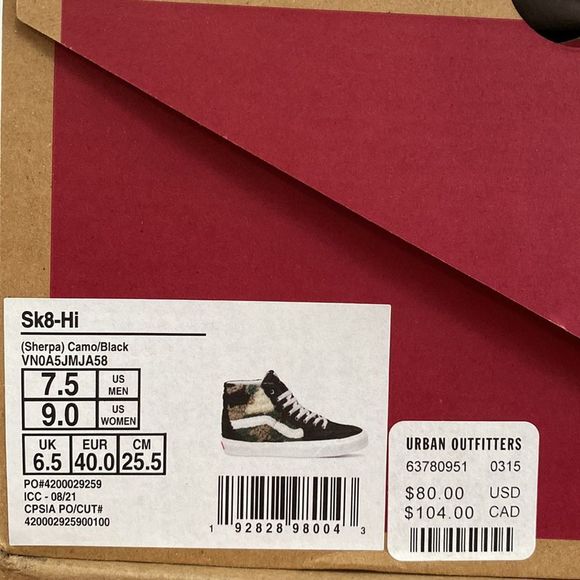 Sk8-Hi
(Sherpa) Camo/Black
VN0A5JMJA58
7.5 US MEN
9.0 US WOMEN
UK EUR CM
6.5 40.0 25.5
PO#4200029259
ICC - 08/21
CPSIA PO/CUT#
420002925900100
1 92828 98004 3
URBAN OUTFITTERS
63780951 0315
$80.00 USD
$104.00 CAD